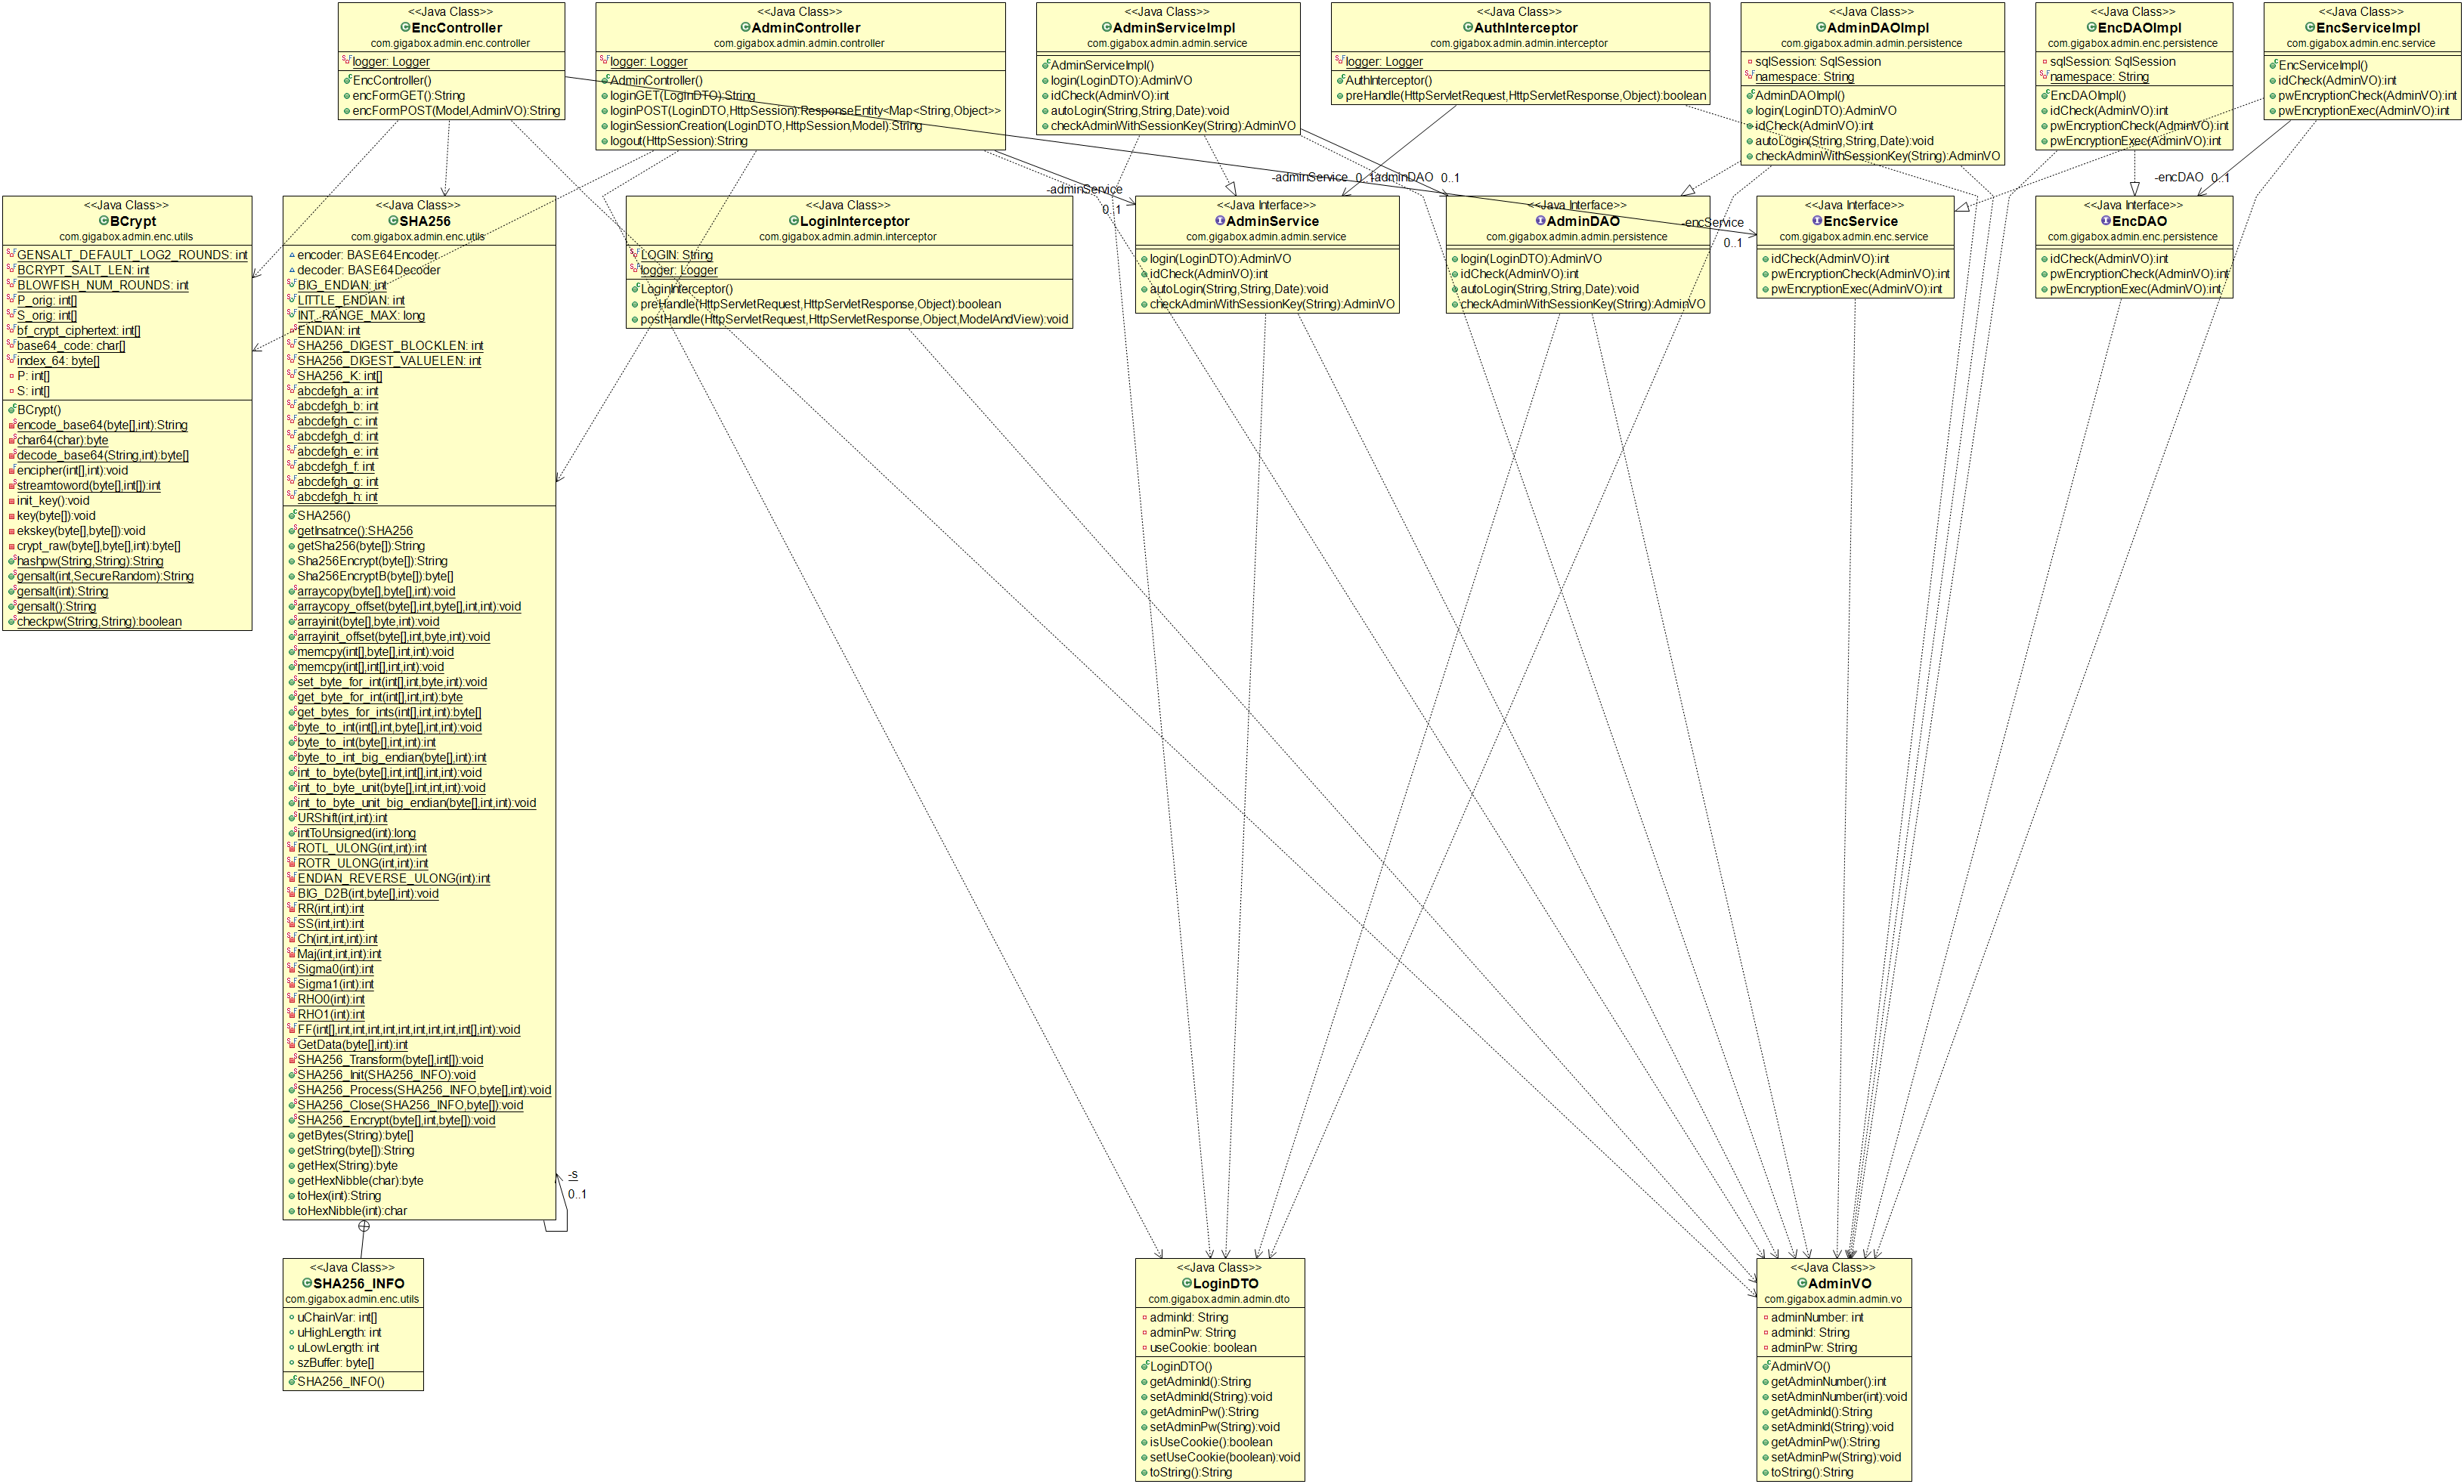 <<Java Class>>
EncController
com.gigabox.admin.enc.controller
logger: Logger
EncController()
encFormGET():String
encFormPOST(Model,AdminVO):String
<<Java Class>>
AdminController
com.gigabox.admin.admin.controller
logger: Logger
AdminController()
loginGET(LoginDTO):String
loginPOST(LoginDTO,HttpSession):ResponseEntity<Map<String,Object>>
loginSessionCreation(LoginDTO,HttpSession,Model):String
logout(HttpSession):String
<<Java Class>>
AdminServiceImpl
com.gigabox.admin.admin.service
AdminServiceImpl()
login(LoginDTO):AdminVO
idCheck(AdminVO):int
autoLogin(String,String,Date):void
checkAdminWithSessionKey(String):AdminVO
<<Java Class>>
AuthInterceptor
com.gigabox.admin.admin.interceptor
logger: Logger
AuthInterceptor()
preHandle(HttpServletRequest,HttpServletResponse,Object):boolean
<<Java Class>>
AdminDAOImpl
com.gigabox.admin.admin.persistence
sqlSession: SqlSession
namespace: String
AdminDAOImpl()
login(LoginDTO):AdminVO
idCheck(AdminVO):int
autoLogin(String,String,Date):void
checkAdminWithSessionKey(String):AdminVO
<<Java Class>>
EncDAOImpl
com.gigabox.admin.enc.persistence
sqlSession: SqlSession
namespace: String
EncDAOImpl()
idCheck(AdminVO):int
pwEncryptionCheck(AdminVO):int
pwEncryptionExec(AdminVO):int
<<Java Class>>
EncServiceImpl
com.gigabox.admin.enc.service
EncServiceImpl()
idCheck(AdminVO):int
pwEncryptionCheck(AdminVO):int
pwEncryptionExec(AdminVO):int
-adminService
0..1
-adminService 0..1
-adminDAO 0..1
-encService
0..1
-encDAO 0..1
<<Java Class>>
BCrypt
com.gigabox.admin.enc.utils
GENSALT_DEFAULT_LOG2_ROUNDS: int
BCRYPT_SALT_LEN: int
BLOWFISH_NUM_ROUNDS: int
P_orig: int[]
S_orig: int[]
bf_crypt_ciphertext: int[]
base64_code: char[]
index_64: byte[]
P: int[]
S: int[]
BCrypt()
encode_base64(byte[],int):String
char64(char):byte
decode_base64(String,int):byte[]
encipher(int[],int):void
streamtoword(byte[],int[]):int
init_key():void
key(byte[]):void
ekskey(byte[],byte[]):void
crypt_raw(byte[],byte[],int):byte[]
hashpw(String,String):String
gensalt(int,SecureRandom):String
gensalt(int):String
gensalt():String
checkpw(String,String):boolean
<<Java Class>>
SHA256
com.gigabox.admin.enc.utils
encoder: BASE64Encoder
decoder: BASE64Decoder
BIG_ENDIAN: int
LITTLE_ENDIAN: int
INT_RANGE_MAX: long
ENDIAN: int
SHA256_DIGEST_BLOCKLEN: int
SHA256_DIGEST_VALUELEN: int
SHA256_K: int[]
abcdefgh_a: int
abcdefgh_b: int
abcdefgh_c: int
abcdefgh_d: int
abcdefgh_e: int
abcdefgh_f: int
abcdefgh_g: int
abcdefgh_h: int
SHA256()
getInsatnce():SHA256
getSha256(byte[]):String
Sha256Encrypt(byte[]):String
Sha256EncryptB(byte[]):byte[]
arraycopy(byte[],byte[],int):void
arraycopy_offset(byte[],int,byte[],int,int):void
arrayinit(byte[],byte,int):void
arrayinit_offset(byte[],int,byte,int):void
memcpy(int[],byte[],int,int):void
memcpy(int[],int[],int,int):void
set_byte_for_int(int[],int,byte,int):void
get_byte_for_int(int[],int,int):byte
get_bytes_for_ints(int[],int,int):byte[]
byte_to_int(int[],int,byte[],int,int):void
byte_to_int(byte[],int,int):int
byte_to_int_big_endian(byte[],int):int
int_to_byte(byte[],int,int[],int,int):void
int_to_byte_unit(byte[],int,int,int):void
int_to_byte_unit_big_endian(byte[],int,int):void
URShift(int,int):int
intToUnsigned(int):long
ROTL_ULONG(int,int):int
ROTR_ULONG(int,int):int
ENDIAN_REVERSE_ULONG(int):int
BIG_D2B(int,byte[],int):void
RR(int,int):int
SS(int,int):int
Ch(int,int,int):int
Maj(int,int,int):int
Sigma0(int):int
Sigma1(int):int
RHO0(int):int
RHO1(int):int
FF(int[],int,int,int,int,int,int,int,int,int[],int):void
GetData(byte[],int):int
SHA256_Transform(byte[],int[]):void
SHA256_Init(SHA256_INFO):void
SHA256_Process(SHA256_INFO,byte[],int):void
SHA256_Close(SHA256_INFO,byte[]):void
SHA256_Encrypt(byte[],int,byte[]):void
getBytes(String):byte[]
getString(byte[]):String
getHex(String):byte
getHexNibble(char):byte
toHex(int):String
toHexNibble(int):char
-s
0..1
<<Java Class>>
LoginInterceptor
com.gigabox.admin.admin.interceptor
LOGIN: String
logger: Logger
LoginInterceptor()
preHandle(HttpServletRequest,HttpServletResponse,Object):boolean
postHandle(HttpServletRequest,HttpServletResponse,Object,ModelAndView):void
<<Java Interface>>
AdminService
com.gigabox.admin.admin.service
login(LoginDTO):AdminVO
idCheck(AdminVO):int
autoLogin(String,String,Date):void
checkAdminWithSessionKey(String):AdminVO
<<Java Interface>>
AdminDAO
com.gigabox.admin.admin.persistence
login(LoginDTO):AdminVO
idCheck(AdminVO):int
autoLogin(String,String,Date):void
checkAdminWithSessionKey(String):AdminVO
<<Java Interface>>
EncService
com.gigabox.admin.enc.service
idCheck(AdminVO):int
pwEncryptionCheck(AdminVO):int
pwEncryptionExec(AdminVO):int
<<Java Interface>>
EncDAO
com.gigabox.admin.enc.persistence
idCheck(AdminVO):int
pwEncryptionCheck(AdminVO):int
pwEncryptionExec(AdminVO):int
<<Java Class>>
SHA256_INFO
com.gigabox.admin.enc.utils
uChainVar: int[]
uHighLength: int
uLowLength: int
szBuffer: byte[]
SHA256_INFO()
<<Java Class>>
LoginDTO
com.gigabox.admin.admin.dto
adminId: String
adminPw: String
useCookie: boolean
LoginDTO()
getAdminId():String
setAdminId(String):void
getAdminPw():String
setAdminPw(String):void
isUseCookie():boolean
setUseCookie(boolean):void
toString():String
<<Java Class>>
AdminVO
com.gigabox.admin.admin.vo
adminNumber: int
adminId: String
adminPw: String
AdminVO()
getAdminNumber():int
setAdminNumber(int):void
getAdminId():String
setAdminId(String):void
getAdminPw():String
setAdminPw(String):void
toString():String